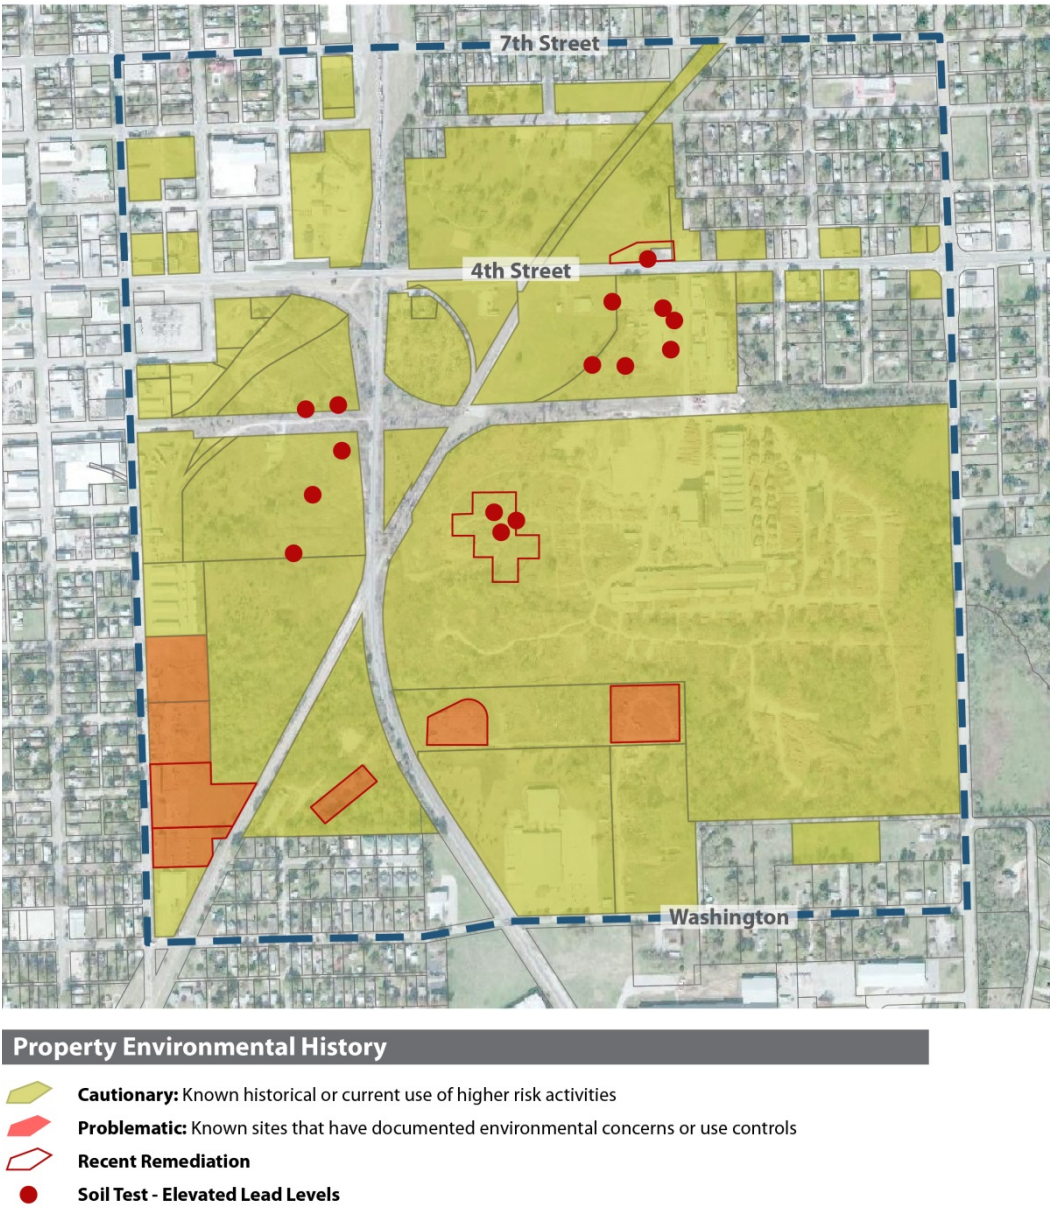 7th Street
4th Street
Washington
Property Environmental History
Cautionary: Known historical or current use of higher risk activities
Problematic: Known sites that have documented environmental concerns or use controls
Recent Remediation
Soil Test - Elevated Lead Levels